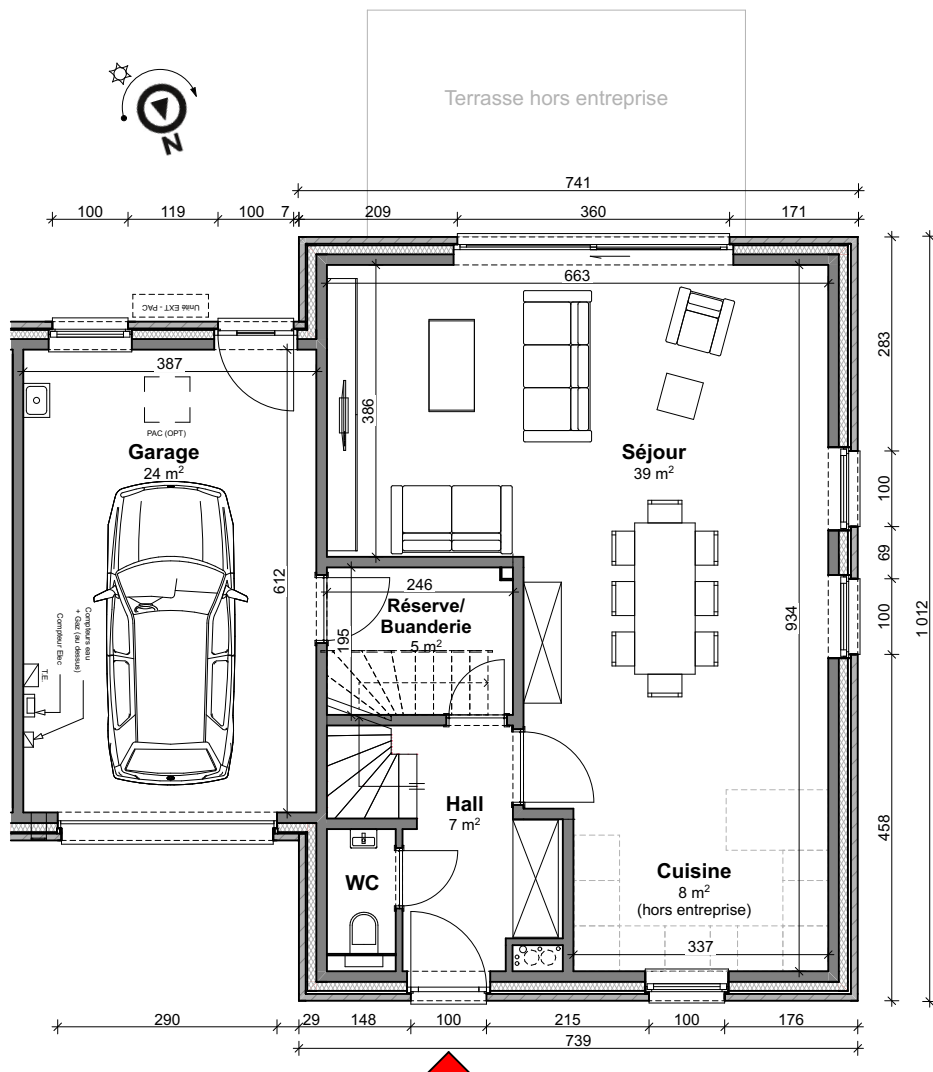 Terrasse hors entreprise
N
741
100 119 100 7 209 360 171
Unité EXT - PAC
663
387
386
283
PAC (OPT)
Garage
24 m²
Séjour
39 m²
100
69
100
1 012
612
246
Réserve/
Buanderie
5 m²
195
934
Compteurs eau
+ Gaz (au dessus)
Compteur Elec
T.E.
Hall
7 m²
458
WC
Cuisine
8 m²
(hors entreprise)
337
290 29 148 100 215 100 176
739